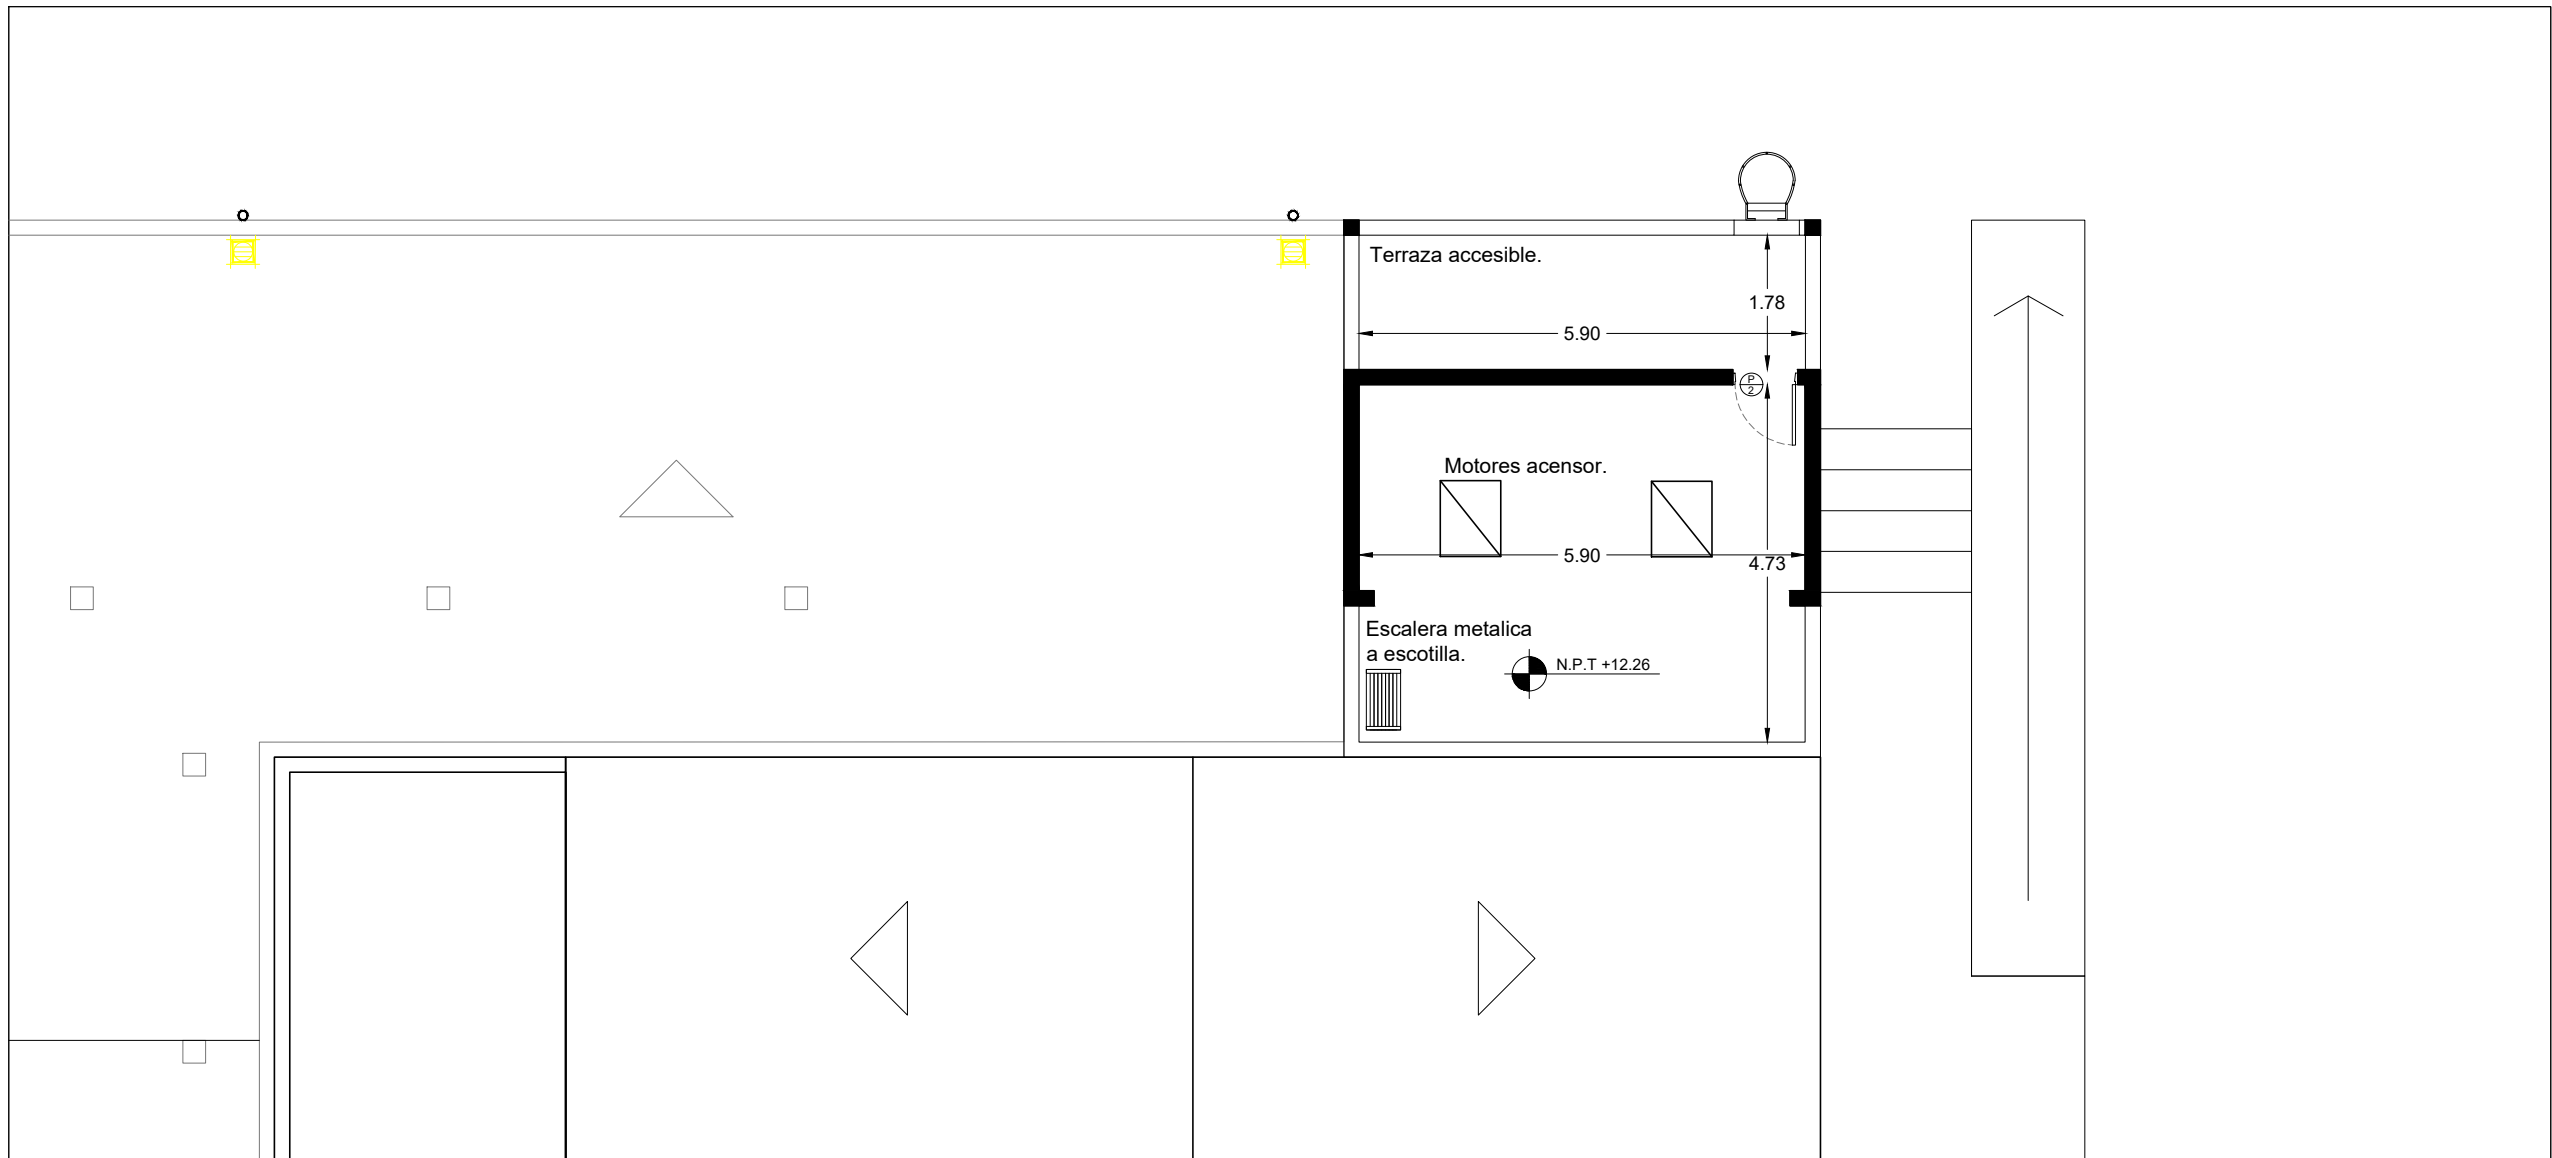 Terraza accesible.
1.78
5.90
P
2
Motores acensor.
5.90
4.73
Escalera metalica
a escotilla.
N.P.T +12.26